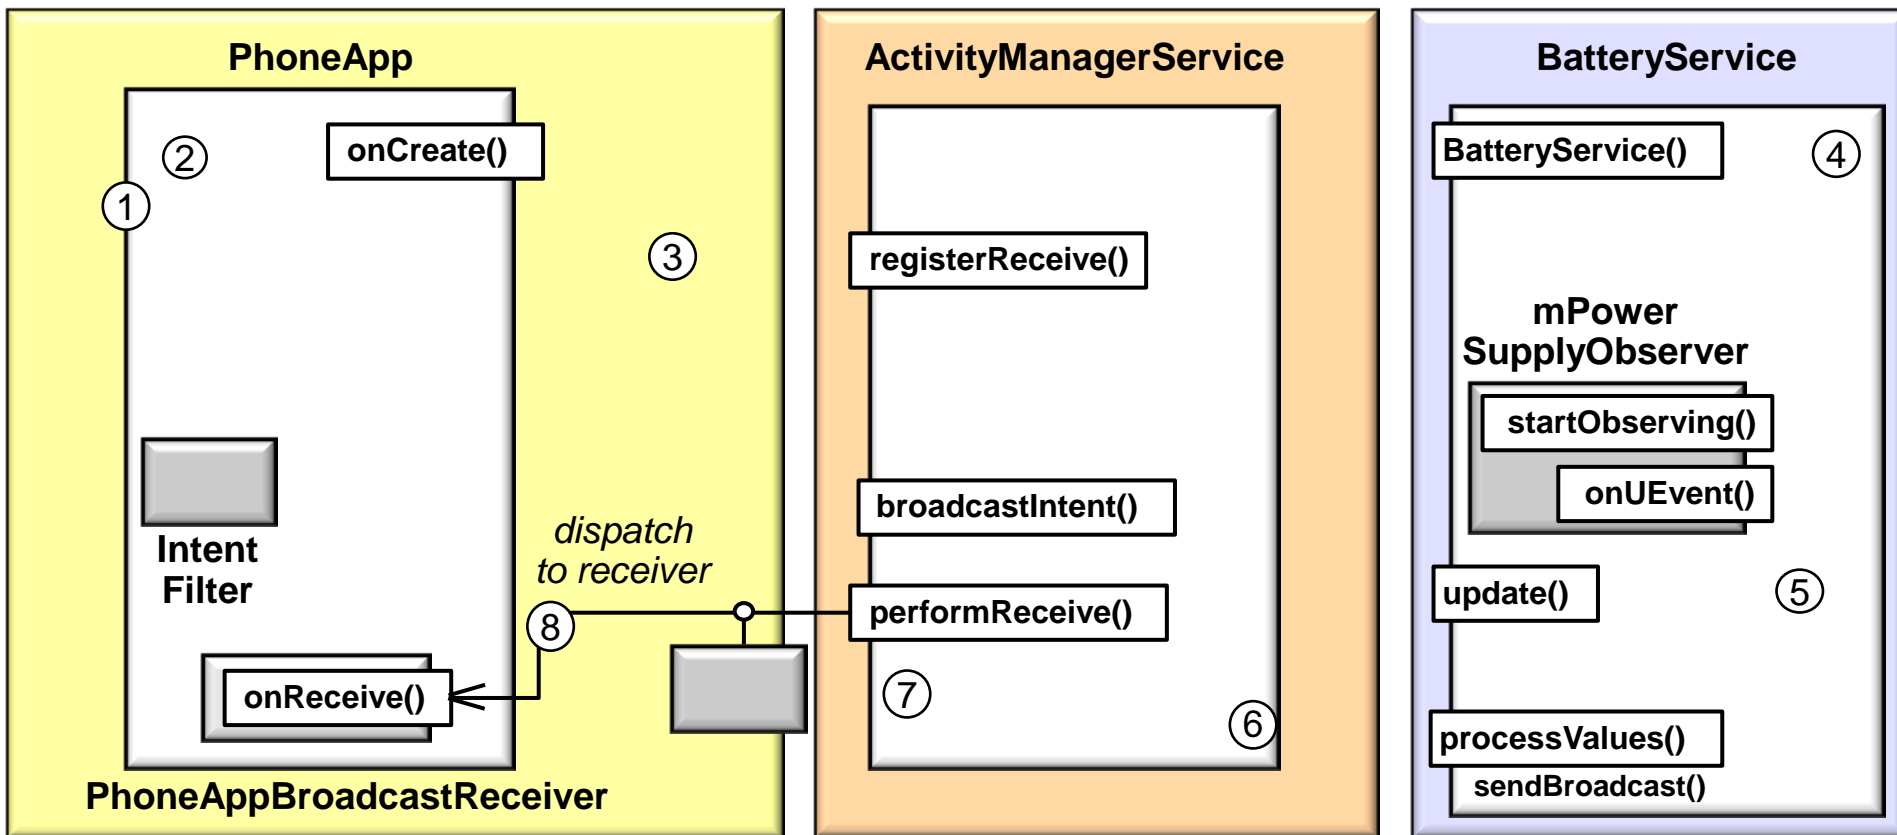 PhoneApp
onCreate()
2
1
3
Intent
Filter
dispatch
to receiver
8
onReceive()
PhoneAppBroadcastReceiver
ActivityManagerService
registerReceive()
broadcastIntent()
performReceive()
7
6
BatteryService
BatteryService()
4
mPower
SupplyObserver
startObserving()
onUEvent()
update()
5
processValues()
sendBroadcast()